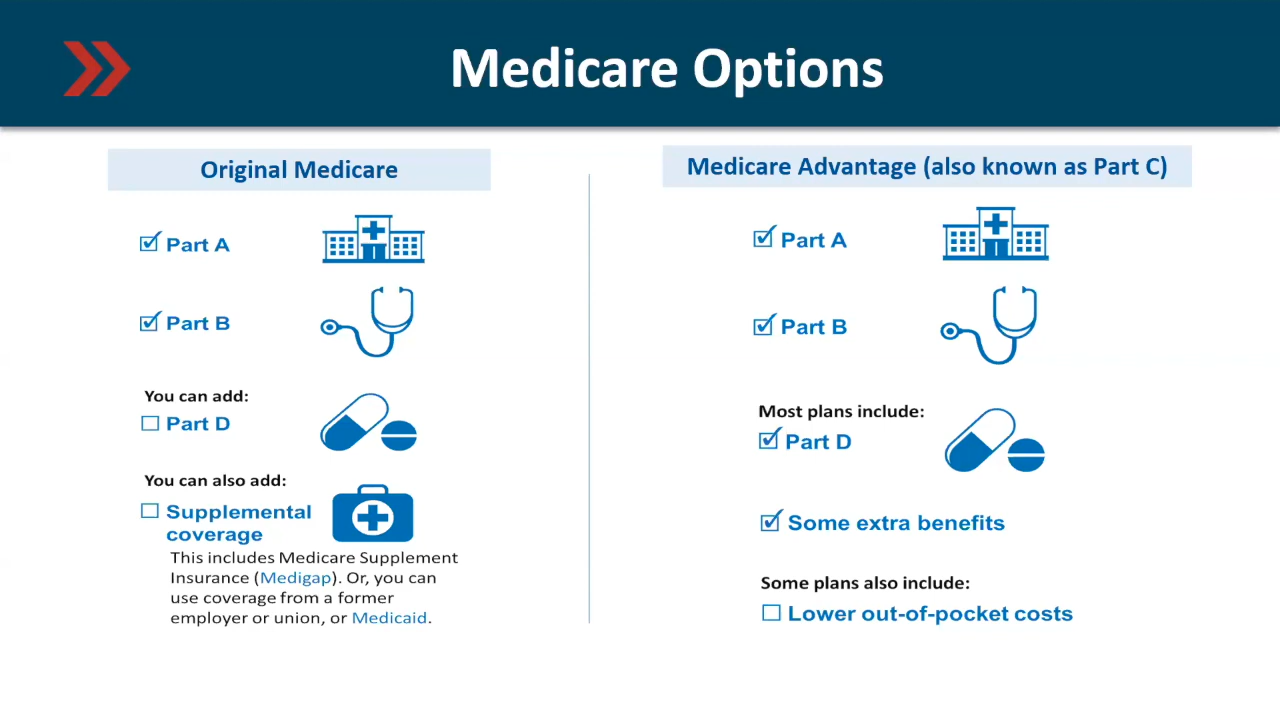 Medicare Options
Original Medicare
Part A
Part B
You can add:
Part D
You can also add:
Supplemental
coverage
This includes Medicare Supplement
Insurance (Medigap). Or, you can
use coverage from a former
employer or union, or Medicaid.
Medicare Advantage (also known as Part C)
Part A
Part B
Most plans include:
Part D
Some extra benefits
Some plans also include:
Lower out-of-pocket costs